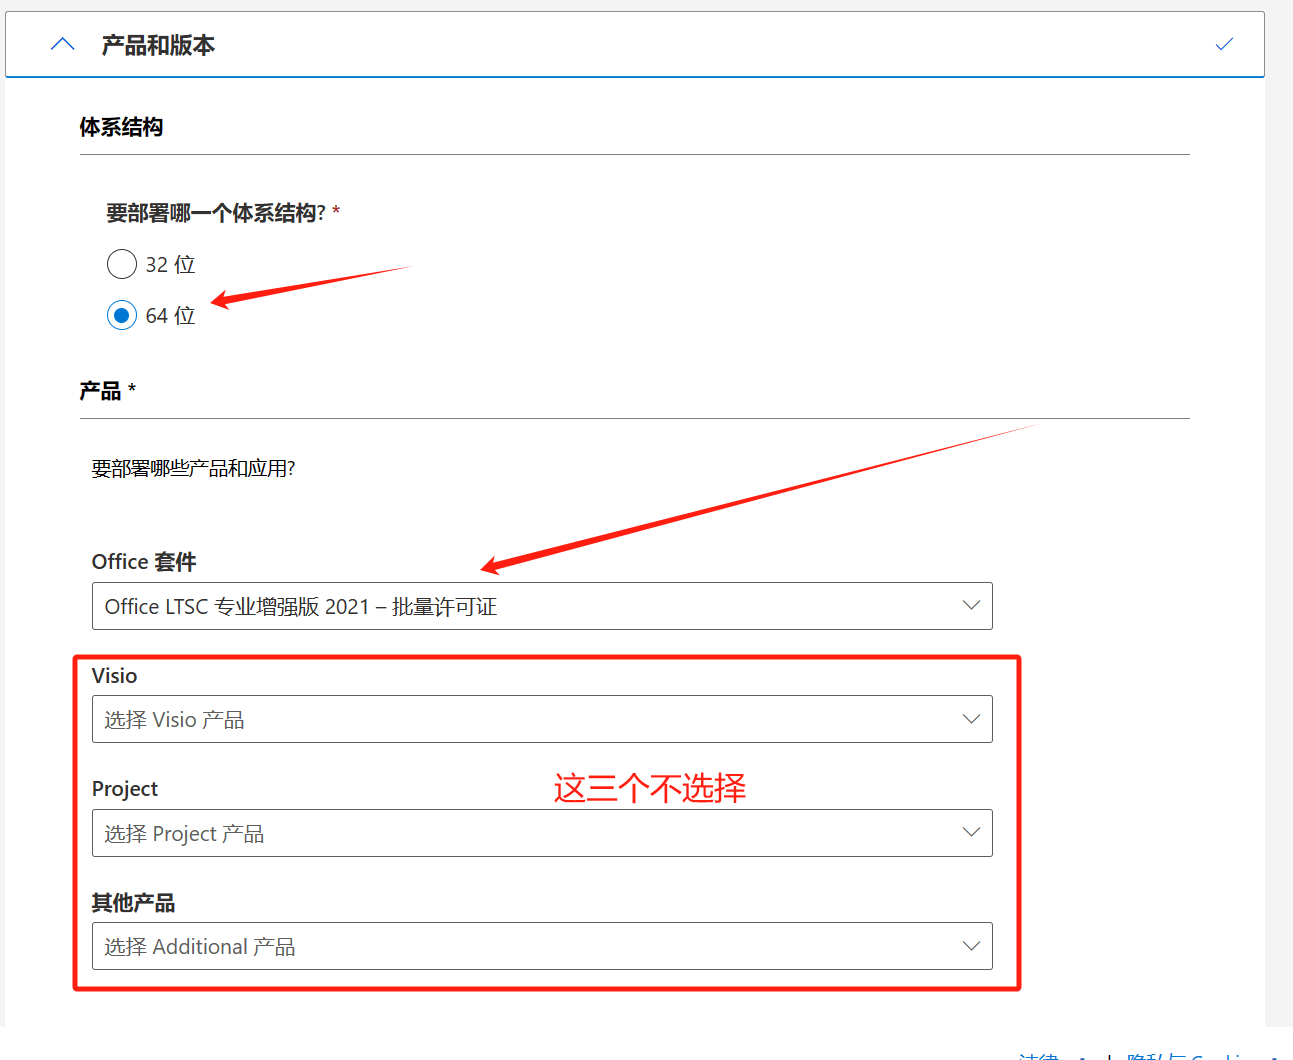 产品和版本
体系结构
要部署哪一个体系结构? *
32 位
64 位
产品 *
要部署哪些产品和应用?
Office 套件
Office LTSC 专业增强版 2021 – 批量许可证
Visio
选择 Visio 产品
Project
这三个不选择
选择 Project 产品
其他产品
选择 Additional 产品